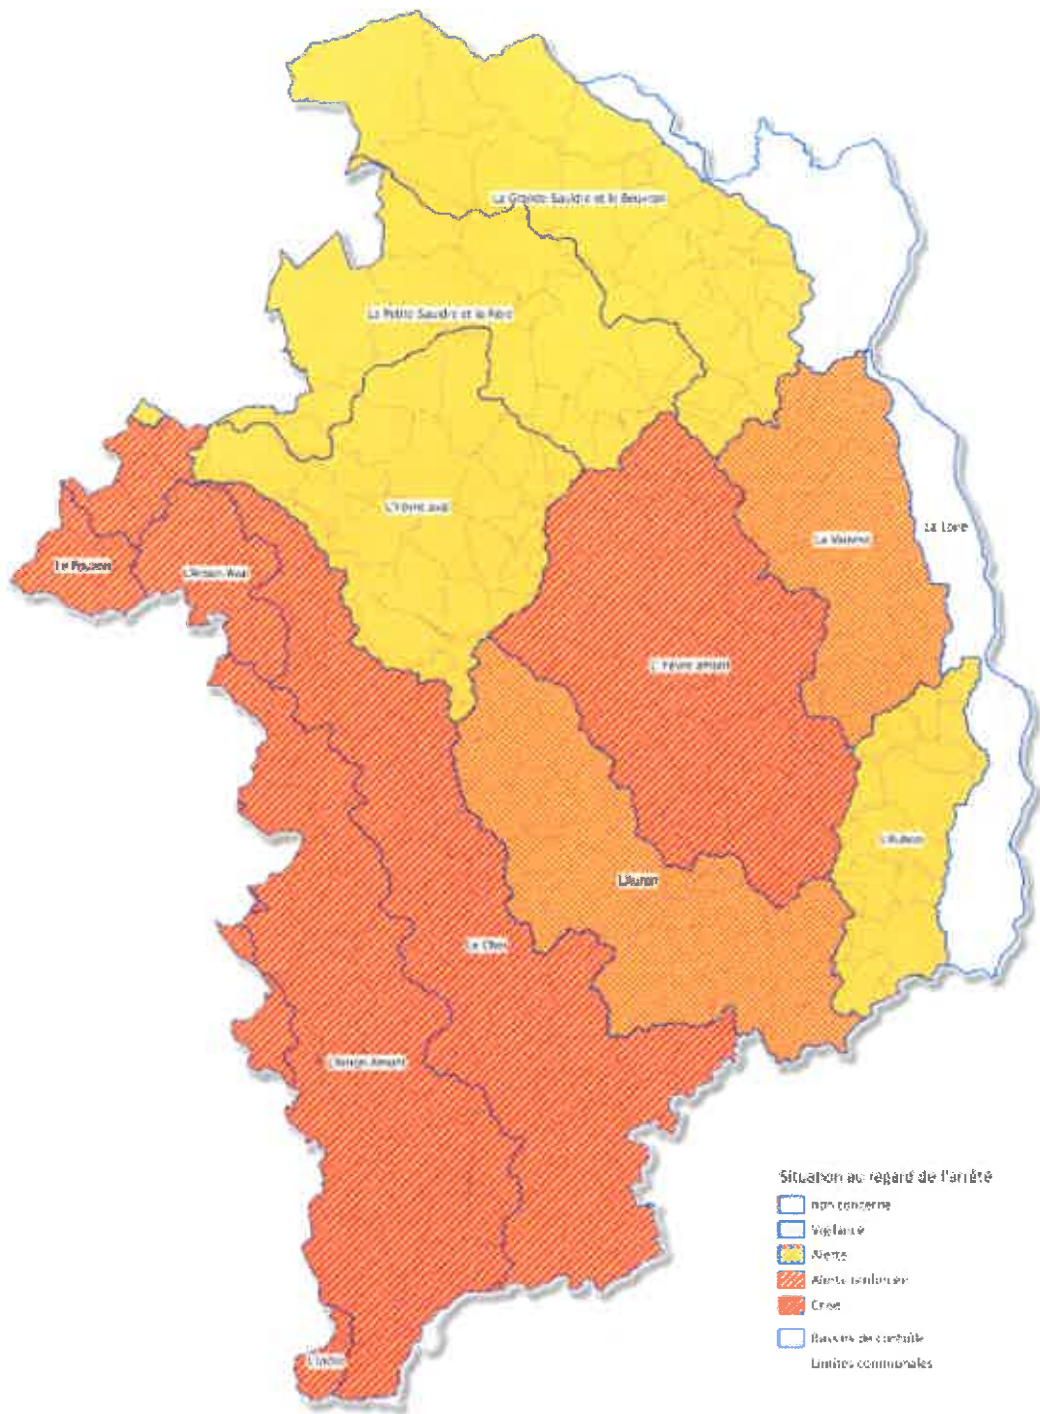 La Grande Sauldre et le Beuvron
La Petite Sauldre et la Rère
L'Yèvre aval
La Vauvise
La Loire
Le Fouzon
L'Arnon Aval
L'Yèvre amont
L'Aubois
L'Auron
Le Cher
L'Arnon Amont
L'Indre
Situation au regard de l'arrêté
non concerné
Vigilance
Alerte
Alerte renforcée
Crise
Bassins de contrôle
Limites communales